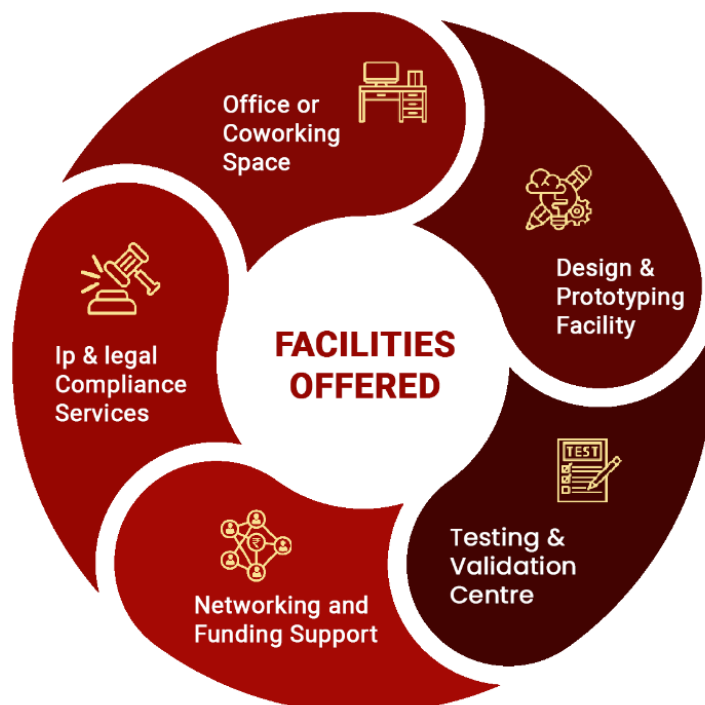 Office or
Coworking
Space
Design &
Prototyping
Facility
FACILITIES
OFFERED
Ip & legal
Compliance
Services
TEST
Testing &
Validation
Centre
₹
Networking and
Funding Support